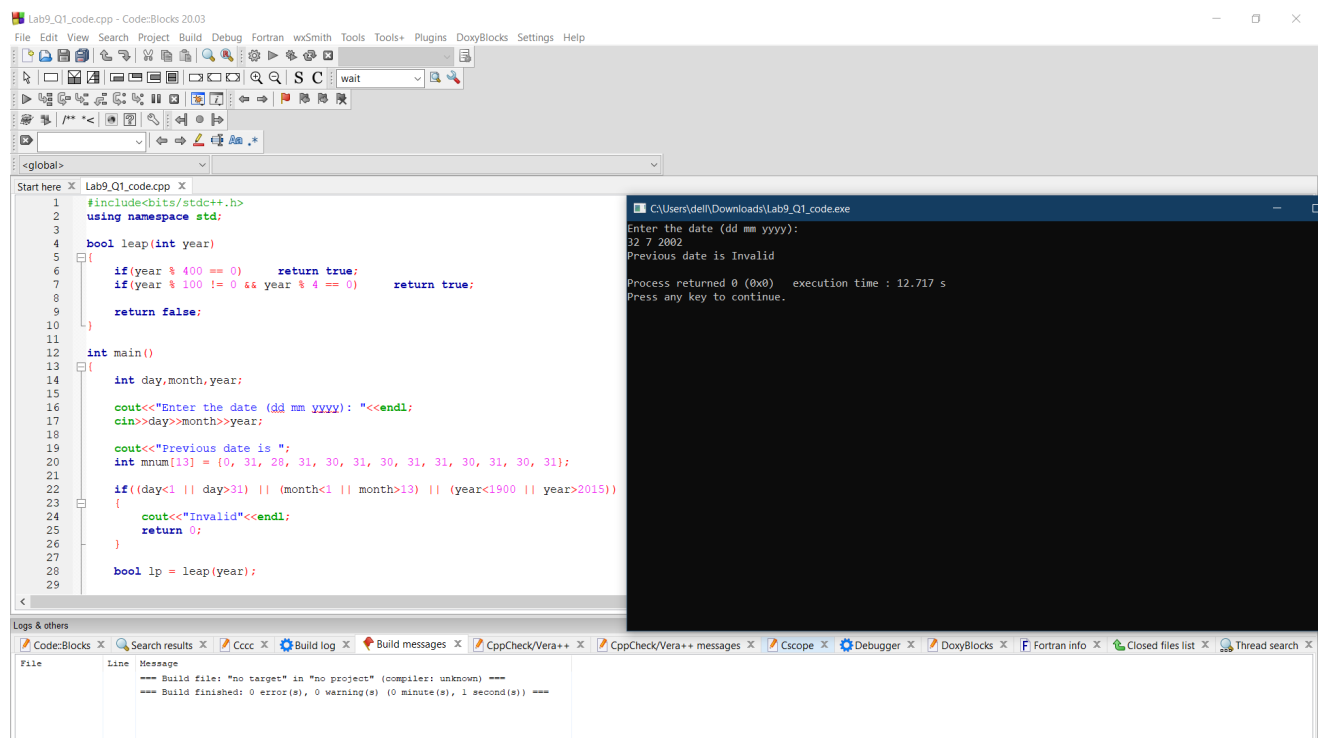 Lab9_Q1_code.cpp - Code::Blocks 20.03
File Edit View Search Project Build Debug Fortran wxSmith Tools Tools+ Plugins DoxyBlocks Settings Help
S C wait
/** *<
Aa .*
<global>
Start here X Lab9_Q1_code.cpp X
1 #include<bits/stdc++.h>
2 using namespace std;
3
4 bool leap(int year)
5 {
6 if(year % 400 == 0) return true;
7 if(year % 100 != 0 && year % 4 == 0) return true;
8
9 return false;
10 }
11
12 int main()
13 {
14 int day,month,year;
15
16 cout<<"Enter the date (dd mm yyyy): "<<endl;
17 cin>>day>>month>>year;
18
19 cout<<"Previous date is ";
20 int mnum[13] = {0, 31, 28, 31, 30, 31, 30, 31, 31, 30, 31, 30, 31};
21
22 if((day<1 || day>31) || (month<1 || month>13) || (year<1900 || year>2015))
23 {
24 cout<<"Invalid"<<endl;
25 return 0;
26 }
27
28 bool lp = leap(year);
29
C:\Users\dell\Downloads\Lab9_Q1_code.exe
Enter the date (dd mm yyyy):
32 7 2002
Previous date is Invalid
Process returned 0 (0x0) execution time : 12.717 s
Press any key to continue.
Logs & others
Code::Blocks X Search results X Cccc X Build log X Build messages X CppCheck/Vera++ X CppCheck/Vera++ messages X Cscope X Debugger X DoxyBlocks X F Fortran info X Closed files list X Thread search X
File Line Message
=== Build file: "no target" in "no project" (compiler: unknown) ===
=== Build finished: 0 error(s), 0 warning(s) (0 minute(s), 1 second(s)) ===